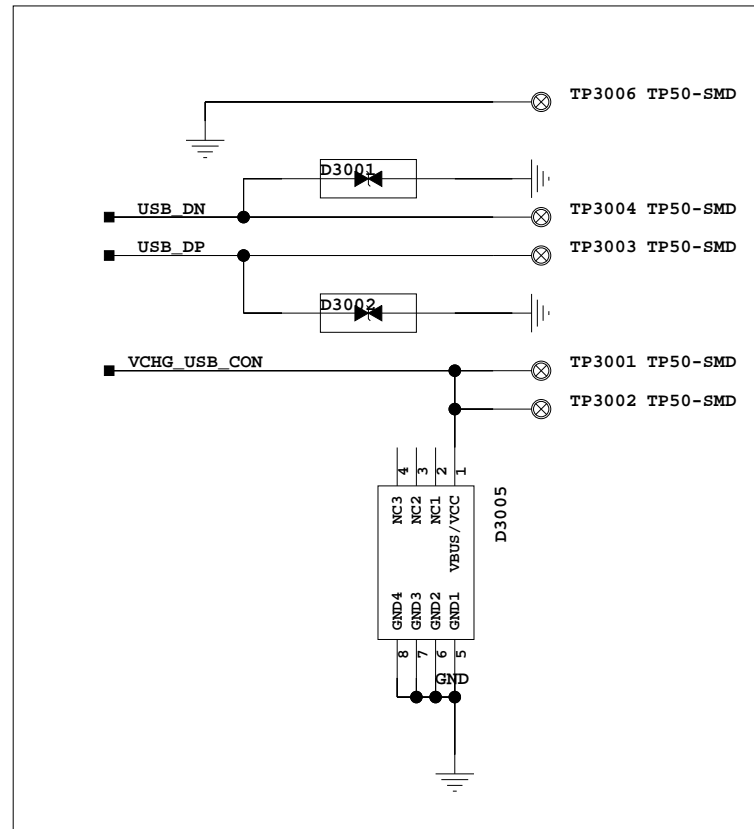 TP3006 TP50-SMD
D3001
USB_DN
TP3004 TP50-SMD
USB_DP
TP3003 TP50-SMD
D3002
VCHG_USB_CON
TP3001 TP50-SMD
TP3002 TP50-SMD
4 3 2 1
NC3 NC2 NC1 VBUS/VCC
D3005
GND4 GND3 GND2 GND1
8 7 6 5
GND